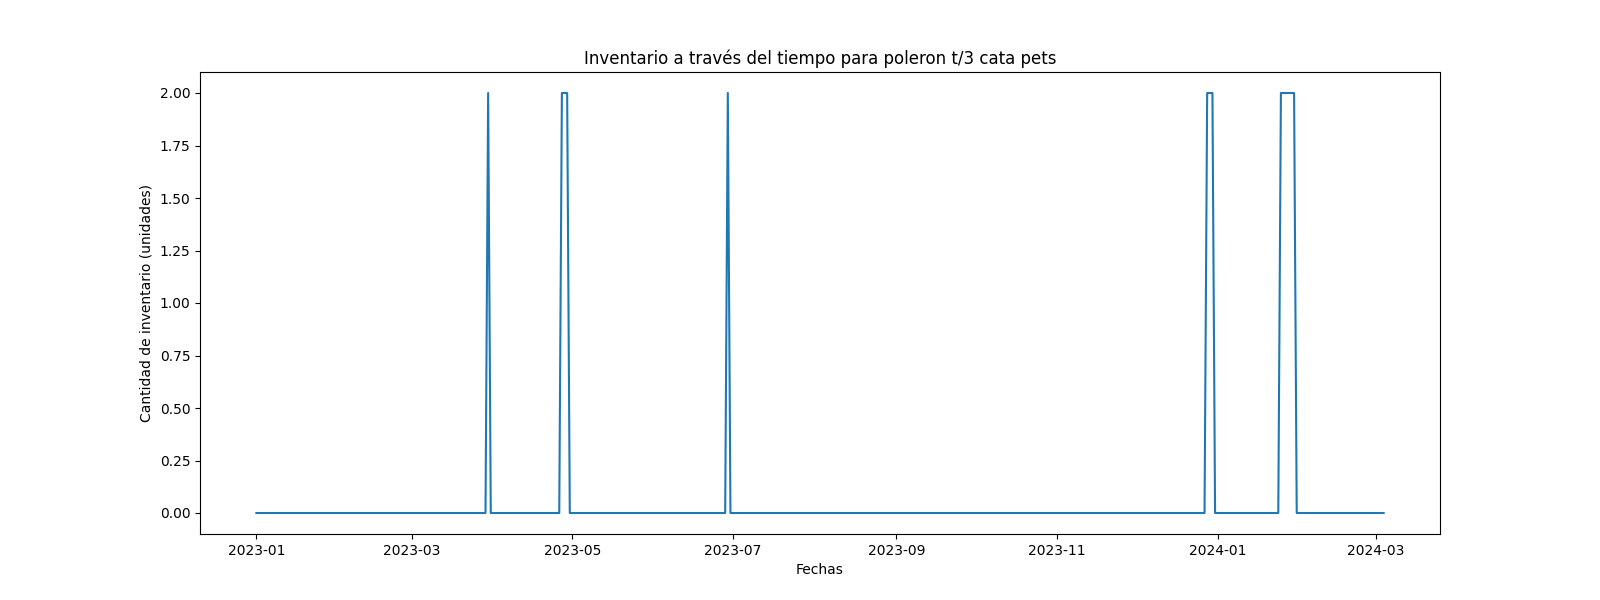 Inventario a través del tiempo para poleron t/3 cata pets
Cantidad de inventario (unidades)
2.00
1.75
1.50
1.25
1.00
0.75
0.50
0.25
0.00
2023-01 2023-03 2023-05 2023-07 2023-09 2023-11 2024-01 2024-03
Fechas